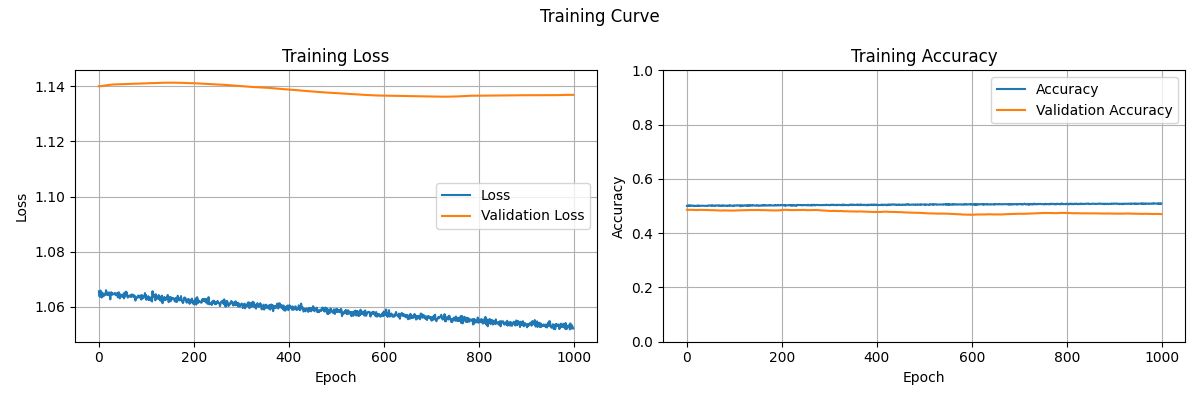 Training Curve
Training Loss
1.14
1.12
1.10
1.08
1.06
Loss
Loss
Validation Loss
0 200 400 600 800 1000
Epoch
Training Accuracy
1.0
0.8
0.6
0.4
0.2
0.0
Accuracy
Accuracy
Validation Accuracy
0 200 400 600 800 1000
Epoch